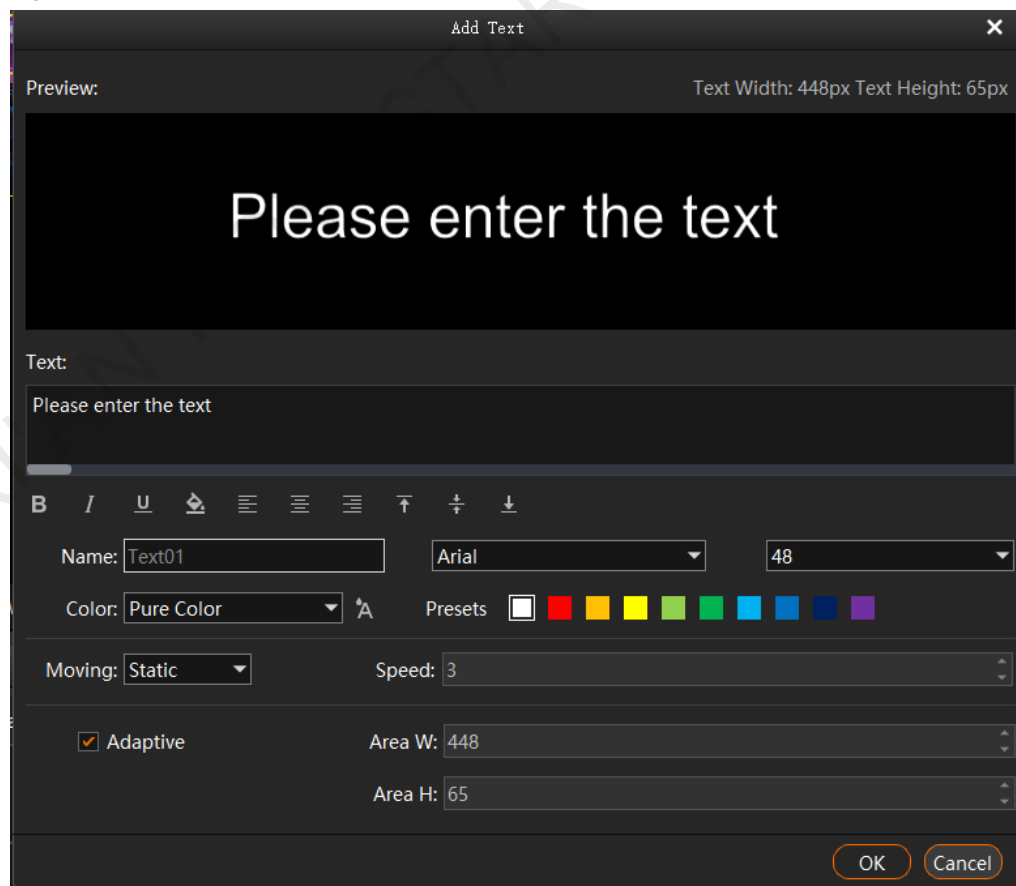 Add Text
Preview: Text Width: 448px Text Height: 65px
Please enter the text
Text:
Please enter the text
B I U
Name: Text01 Arial 48
Color: Pure Color A Presets
Moving: Static Speed: 3
Adaptive Area W: 448
Area H: 65
OK Cancel